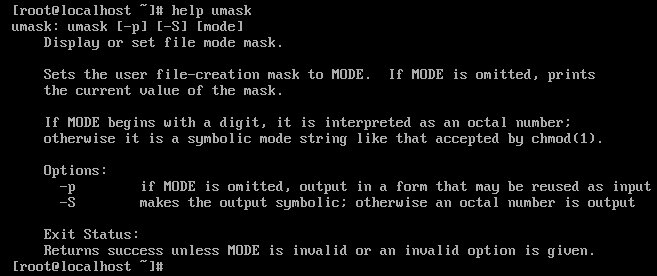 [root@localhost ~]# help umask
umask: umask [-p] [-S] [mode]
    Display or set file mode mask.

    Sets the user file-creation mask to MODE.  If MODE is omitted, prints
    the current value of the mask.

    If MODE begins with a digit, it is interpreted as an octal number;
    otherwise it is a symbolic mode string like that accepted by chmod(1).

    Options:
      -p        if MODE is omitted, output in a form that may be reused as input
      -S        makes the output symbolic; otherwise an octal number is output

    Exit Status:
    Returns success unless MODE is invalid or an invalid option is given.
[root@localhost ~]#